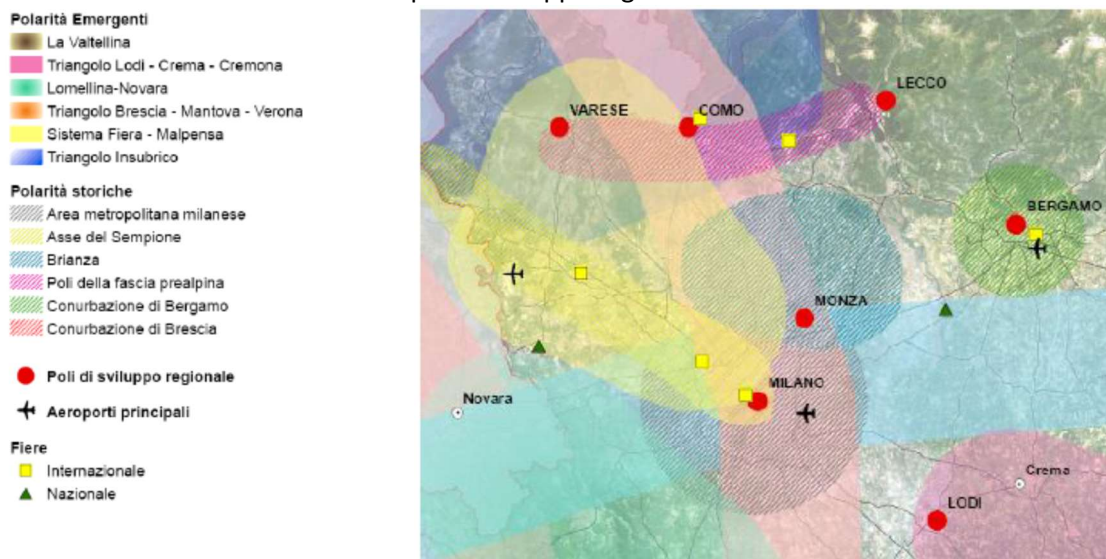 Polarità Emergenti
La Valtellina
Triangolo Lodi - Crema - Cremona
Lomellina-Novara
Triangolo Brescia - Mantova - Verona
Sistema Fiera - Malpensa
Triangolo Insubrico
Polarità storiche
Area metropolitana milanese
Asse del Sempione
Brianza
Poli della fascia prealpina
Conurbazione di Bergamo
Conurbazione di Brescia
Poli di sviluppo regionale
Aeroporti principali
Fiere
Internazionale
Nazionale
LECCO
VARESE
COMO
BERGAMO
MONZA
MILANO
Novara
Crema
LODI